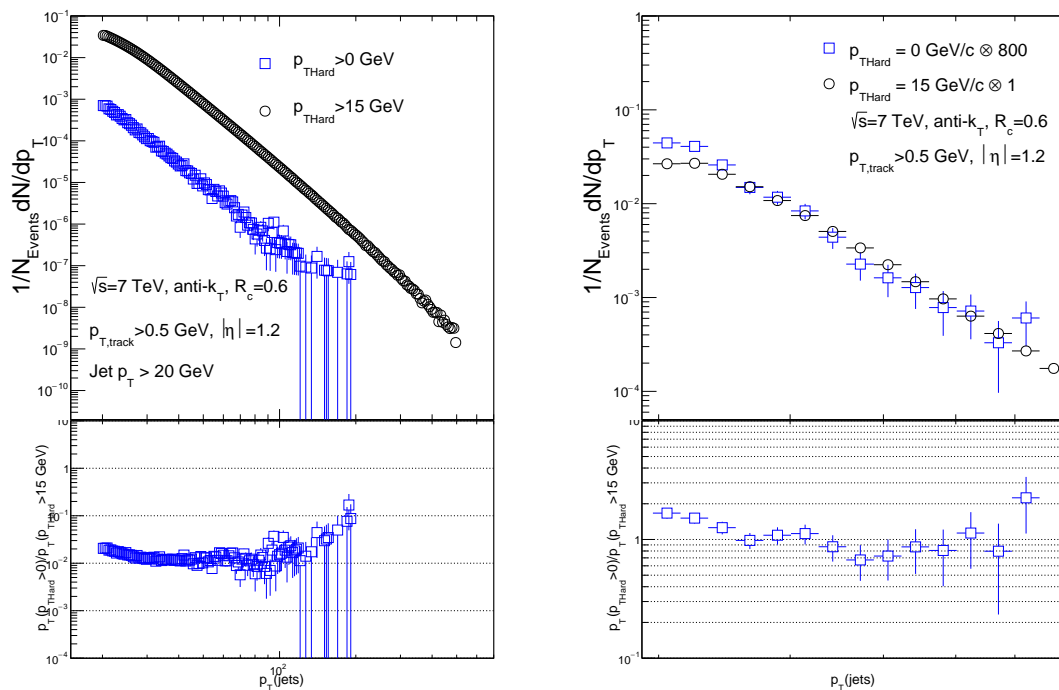 10⁻¹
10⁻²
10⁻³
10⁻⁴
10⁻⁵
10⁻⁶
10⁻⁷
10⁻⁸
10⁻⁹
10⁻¹⁰
1/N_Events dN/dp_T
p_THard>0 GeV
p_THard>15 GeV
√s=7 TeV, anti-k_T, R_c=0.6
p_T,track>0.5 GeV, |η|=1.2
Jet p_T > 20 GeV
1
10⁻¹
10⁻²
10⁻³
10⁻⁴
p_T(p_THard>0)/p_T(p_THard>15 GeV)
10²
p_T(jets)
1
10⁻¹
10⁻²
10⁻³
10⁻⁴
1/N_Events dN/dp_T
p_THard = 0 GeV/c ⊗ 800
p_THard = 15 GeV/c ⊗ 1
√s=7 TeV, anti-k_T, R_c=0.6
p_T,track>0.5 GeV, |η|=1.2
10
1
10⁻¹
p_T(p_THard>0)/p_T(p_THard>15 GeV)
p_T(jets)